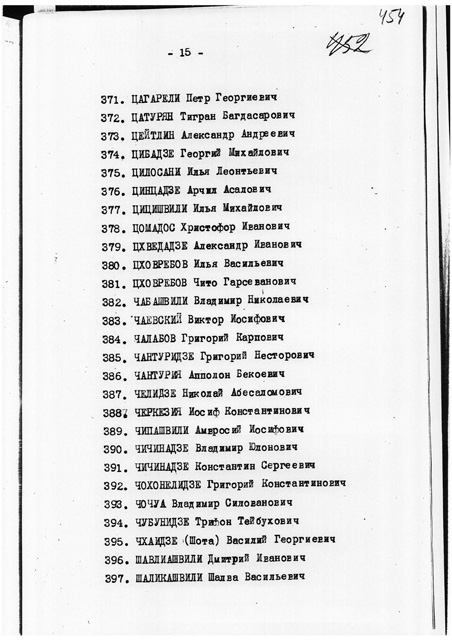 454
452
- 15 -
371. ЦАГАРЕЛИ Петр Георгиевич
372. ЦАТУРЯН Тигран Багдасарович
373. ЦЕЙТЛИН Александр Андреевич
374. ЦИБАДЗЕ Георгий Михайлович
375. ЦИЛОСАНИ Илья Леонтьевич
376. ЦИНЦАДЗЕ Арчил Асалович
377. ЦИЦИШВИЛИ Илья Михайлович
378. ЦОМАДОС Христофор Иванович
379. ЦХВЕДАДЗЕ Александр Иванович
380. ЦХОВРЕБОВ Илья Васильевич
381. ЦХОВРЕБОВ Чито Гарсеванович
382. ЧАБАШВИЛИ Владимир Николаевич
383. ЧАЕВСКИЙ Виктор Иосифович
384. ЧАЛАБОВ Григорий Карпович
385. ЧАНТУРИДЗЕ Григорий Несторович
386. ЧАНТУРИЯ Апполон Бекоевич
387. ЧЕЛИДЗЕ Николай Абесаломович
388. ЧЕРКЕЗИЯ Иосиф Константинович
389. ЧИПАШВИЛИ Амвросий Иосифович
390. ЧИЧИНАДЗЕ Владимир Юлонович
391. ЧИЧИНАДЗЕ Константин Сергеевич
392. ЧОХОНЕЛИДЗЕ Григорий Константинович
393. ЧОЧУА Владимир Силованович
394. ЧУБУНИДЗЕ Трифон Тейбухович
395. ЧХАИДЗЕ (Шота) Василий Георгиевич
396. ШАВЛИАШВИЛИ Дмитрий Иванович
397. ШАЛИКАШВИЛИ Шалва Васильевич